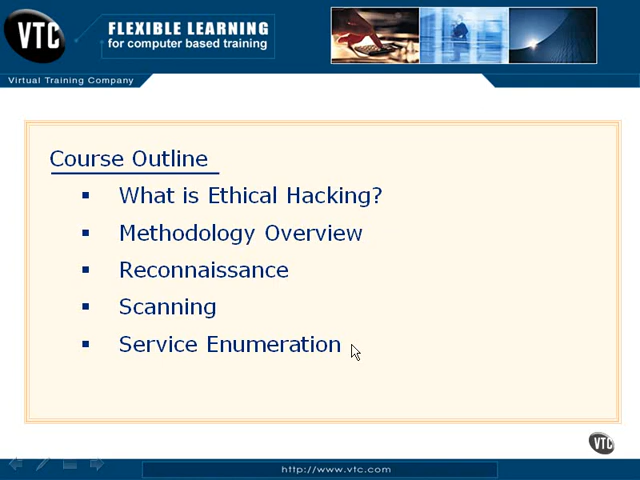 VTC
FLEXIBLE LEARNING
for computer based training
Virtual Training Company
Course Outline
▪ What is Ethical Hacking?
▪ Methodology Overview
▪ Reconnaissance
▪ Scanning
▪ Service Enumeration
VTC
http://www.vtc.com